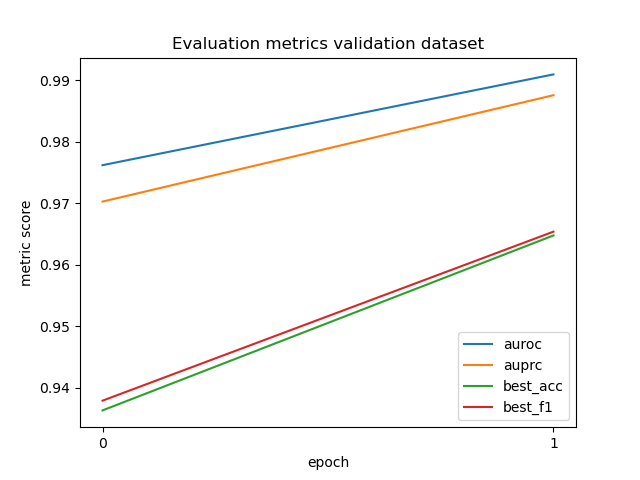 Evaluation metrics validation dataset
metric score
0.99
0.98
0.97
0.96
0.95
0.94
auroc
auprc
best_acc
best_f1
0 1
epoch